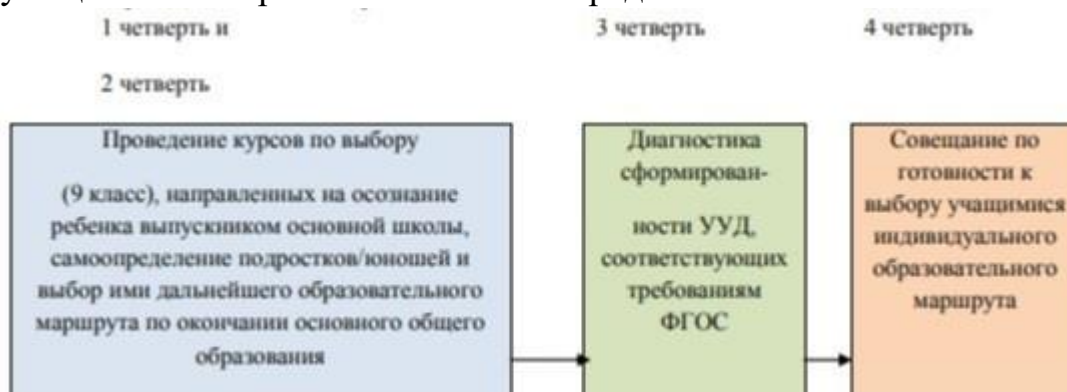 1 четверть и
2 четверть
3 четверть
4 четверть
Проведение курсов по выбору
(9 класс), направленных на осознание
ребенка выпускником основной школы,
самоопределение подростков/юношей и
выбор ими дальнейшего образовательного
маршрута по окончании основного общего
образования
Диагностика
сформирован-
ности УУД,
соответствующих
требованиям
ФГОС
Совещание по
готовности к
выбору учащимися
индивидуального
образовательного
маршрута